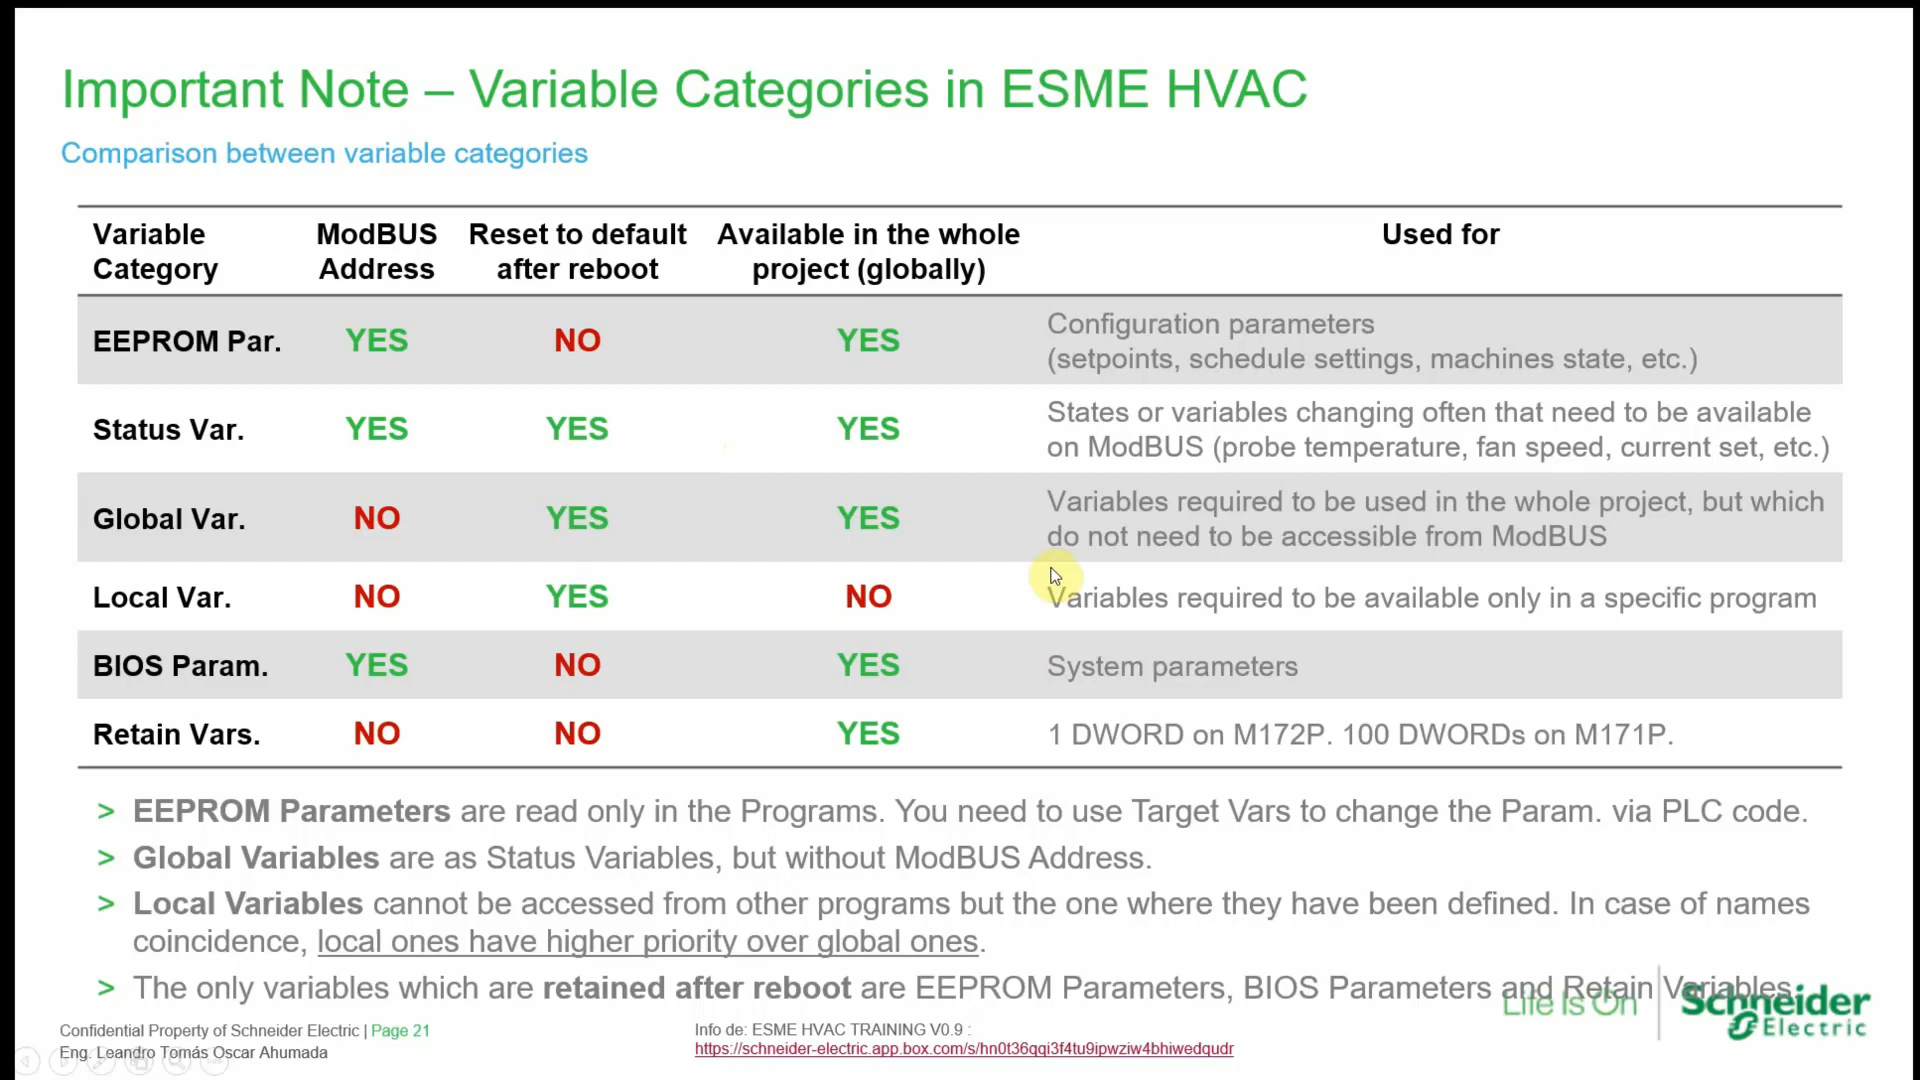 Important Note – Variable Categories in ESME HVAC
Comparison between variable categories
Variable Category ModBUS Address Reset to default after reboot Available in the whole project (globally) Used for
EEPROM Par. YES NO YES Configuration parameters
(setpoints, schedule settings, machines state, etc.)
Status Var. YES YES YES States or variables changing often that need to be available
on ModBUS (probe temperature, fan speed, current set, etc.)
Global Var. NO YES YES Variables required to be used in the whole project, but which
do not need to be accessible from ModBUS
Local Var. NO YES NO Variables required to be available only in a specific program
BIOS Param. YES NO YES System parameters
Retain Vars. NO NO YES 1 DWORD on M172P. 100 DWORDs on M171P.
> EEPROM Parameters are read only in the Programs. You need to use Target Vars to change the Param. via PLC code.
> Global Variables are as Status Variables, but without ModBUS Address.
> Local Variables cannot be accessed from other programs but the one where they have been defined. In case of names
coincidence, local ones have higher priority over global ones.
> The only variables which are retained after reboot are EEPROM Parameters, BIOS Parameters and Retain Variables.
Life Is On | Schneider Electric
Confidential Property of Schneider Electric | Page 21
Eng. Leandro Tomás Oscar Ahumada
Info de: ESME HVAC TRAINING V0.9 :
https://schneider-electric.app.box.com/s/hn0t36qqi3f4tu9ipwziw4bhiwedqudr